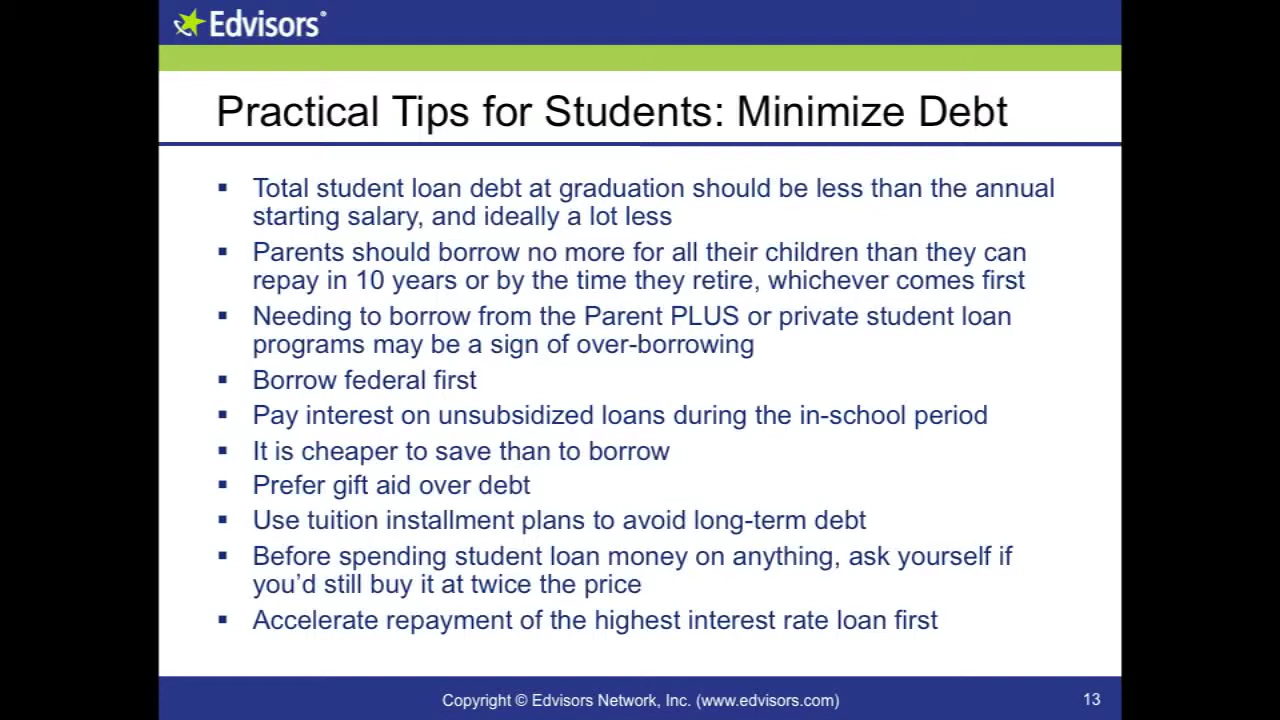 Edvisors®
Practical Tips for Students: Minimize Debt
▪ Total student loan debt at graduation should be less than the annual
starting salary, and ideally a lot less
▪ Parents should borrow no more for all their children than they can
repay in 10 years or by the time they retire, whichever comes first
▪ Needing to borrow from the Parent PLUS or private student loan
programs may be a sign of over-borrowing
▪ Borrow federal first
▪ Pay interest on unsubsidized loans during the in-school period
▪ It is cheaper to save than to borrow
▪ Prefer gift aid over debt
▪ Use tuition installment plans to avoid long-term debt
▪ Before spending student loan money on anything, ask yourself if
you’d still buy it at twice the price
▪ Accelerate repayment of the highest interest rate loan first
Copyright © Edvisors Network, Inc. (www.edvisors.com)
13